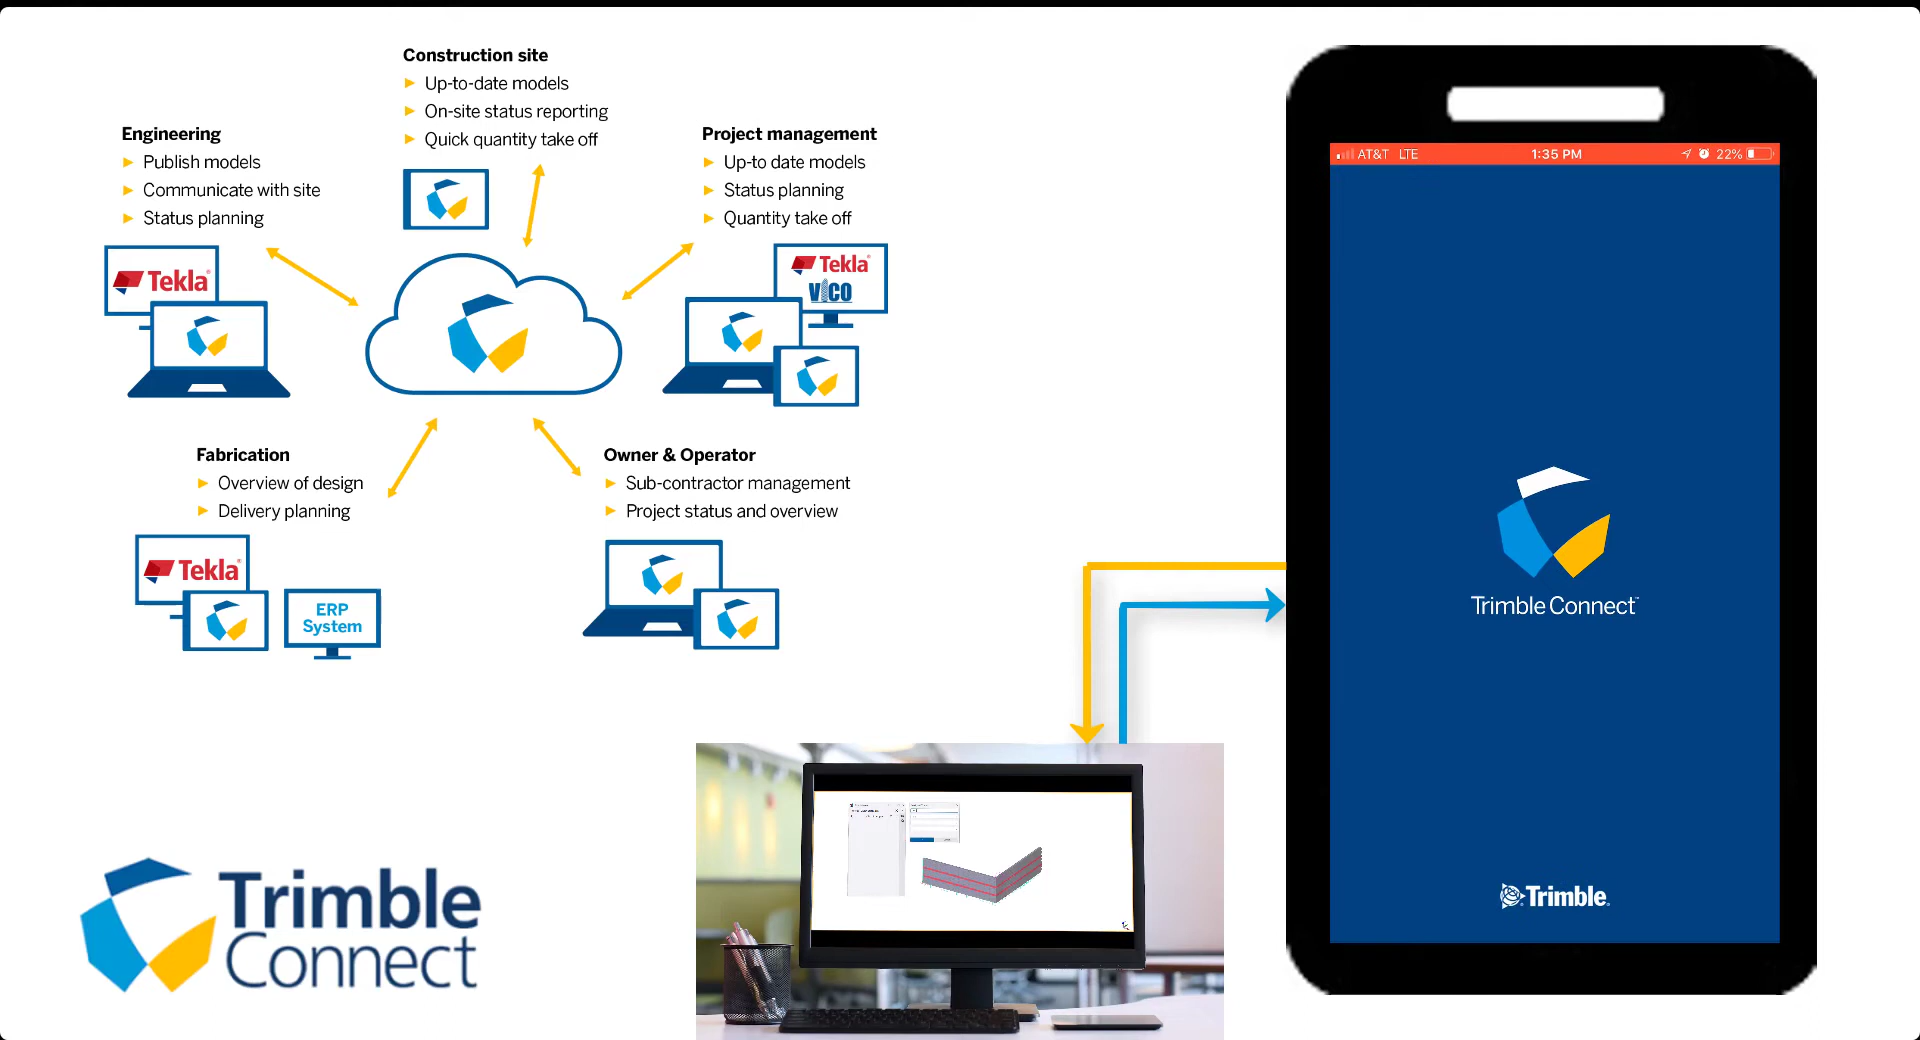 Construction site
Up-to-date models
On-site status reporting
Quick quantity take off
Engineering
Publish models
Communicate with site
Status planning
Project management
Up-to date models
Status planning
Quantity take off
Tekla®
Tekla®
VICO
Fabrication
Overview of design
Delivery planning
Tekla®
ERP
System
Owner & Operator
Sub-contractor management
Project status and overview
Trimble
Connect
AT&T LTE 1:35 PM 22%
Trimble Connect™
Trimble